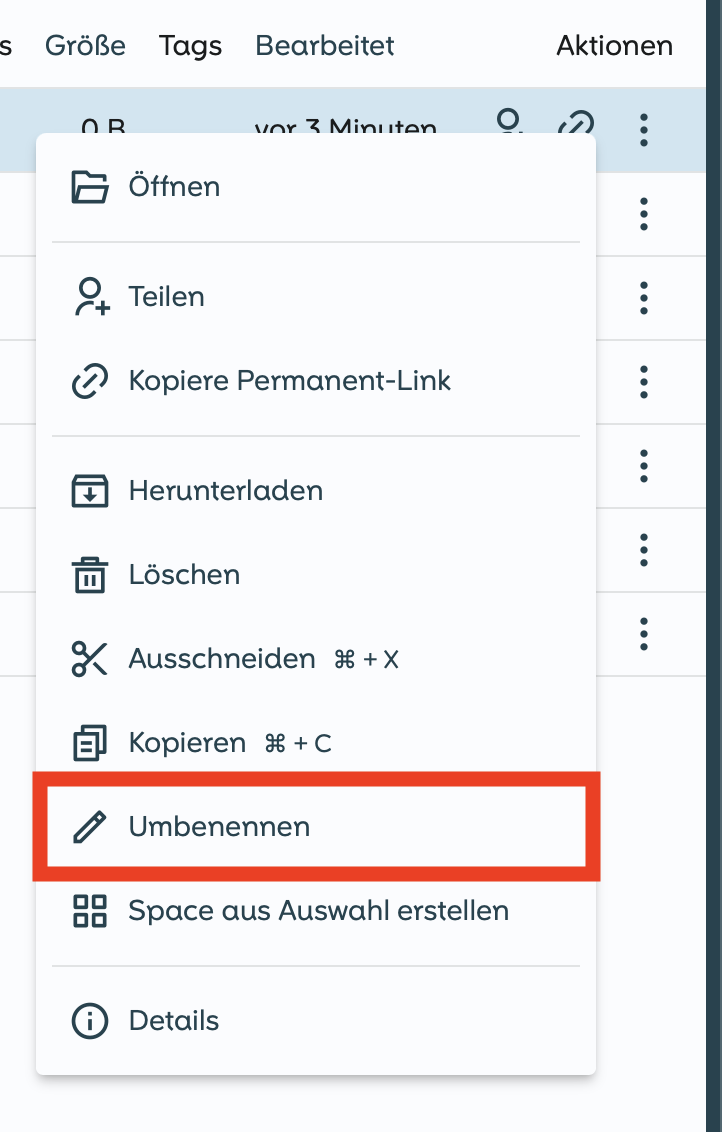 s Größe Tags Bearbeitet Aktionen
0 B vor 3 Minuten
Öffnen
Teilen
Kopiere Permanent-Link
Herunterladen
Löschen
Ausschneiden ⌘ + X
Kopieren ⌘ + C
Umbenennen
Space aus Auswahl erstellen
Details